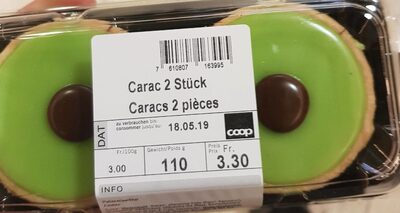 7 610807 163995
Carac 2 Stück
Caracs 2 pièces
DAT
zu verbrauchen bis:
consommer jusqu'au:
18.05.19
coop
Fr./100g
Gewicht/Poids g
Preis
Prix
Fr.
3.00
110
3.30
INFO